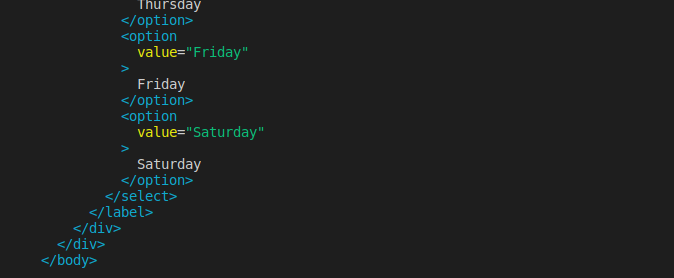 Thursday
</option>
<option
value="Friday"
>
Friday
</option>
<option
value="Saturday"
>
Saturday
</option>
</select>
</label>
</div>
</div>
</body>